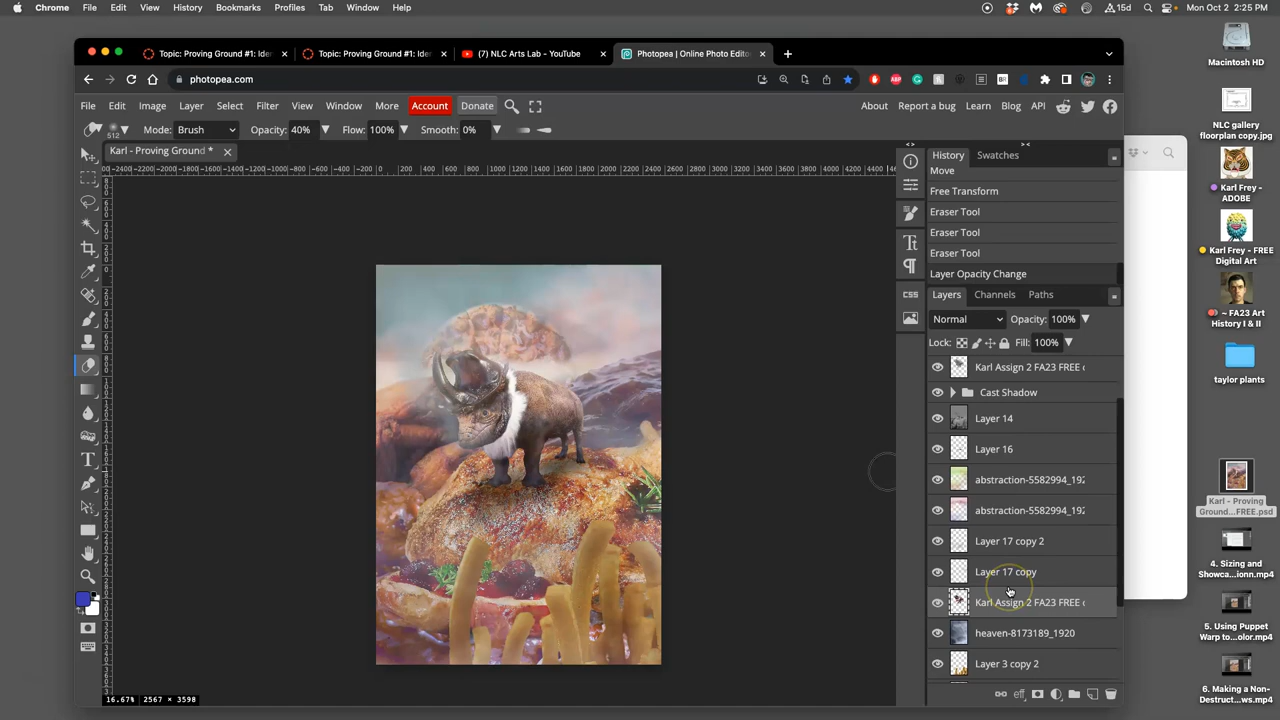 Chrome File Edit View History Bookmarks Profiles Tab Window Help 15d Mon Oct 2 2:25 PM
Topic: Proving Ground #1: Ider Topic: Proving Ground #1: Ider (7) NLC Arts Lab - YouTube Photopea | Online Photo Edito
photopea.com
File Edit Image Layer Select Filter View Window More Account Donate About Report a bug Learn Blog API
512 Mode: Brush Opacity: 40% Flow: 100% Smooth: 0%
Karl - Proving Ground *
History Swatches
Move
Free Transform
Eraser Tool
Eraser Tool
Eraser Tool
Layer Opacity Change
CSS
Layers Channels Paths
Normal Opacity: 100%
Lock: Fill: 100%
Karl Assign 2 FA23 FREE c
Cast Shadow
Layer 14
Layer 16
abstraction-5582994_192
abstraction-5582994_192
Layer 17 copy 2
Layer 17 copy
Karl Assign 2 FA23 FREE c
heaven-8173189_1920
Layer 3 copy 2
eff
16.67% 2567 × 3598
Macintosh HD
NLC gallery
floorplan copy.jpg
Karl Frey -
ADOBE
Karl Frey - FREE
Digital Art
~ FA23 Art
History I & II
taylor plants
Karl - Proving
Ground...FREE.psd
4. Sizing and
Showca...ionn.mp4
5. Using Puppet
Warp to...olor.mp4
6. Making a Non-
Destruct...ws.mp4